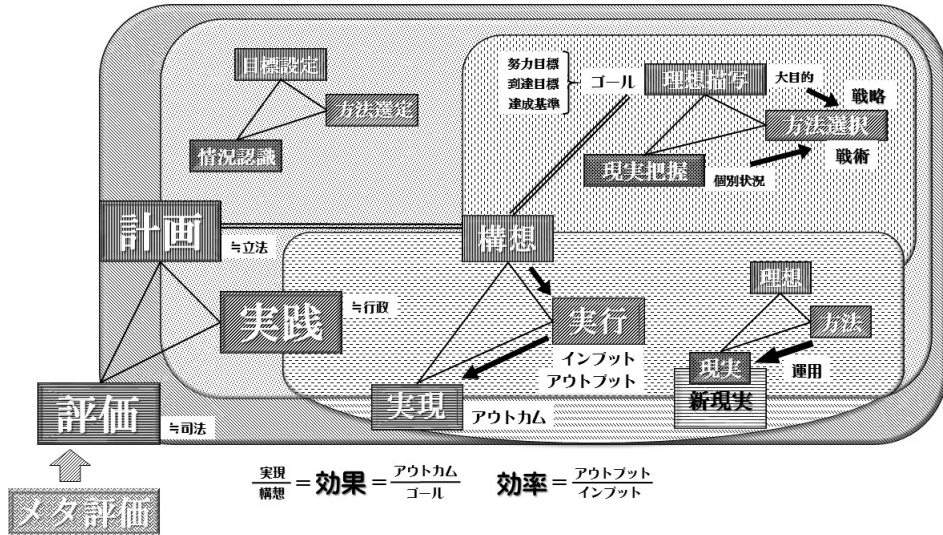 目標設定
方法選定
情況認識
努力目標
到達目標
達成基準
ゴール
理想描写
大目的
戦略
方法選択
戦術
現実把握
個別状況
計画
≒立法
構想
実践
≒行政
実行
インプット
アウトプット
理想
方法
現実
運用
新現実
評価
≒司法
実現
アウトカム
実現
構想
=効果=
アウトカム
ゴール
効率=
アウトプット
インプット
メタ評価